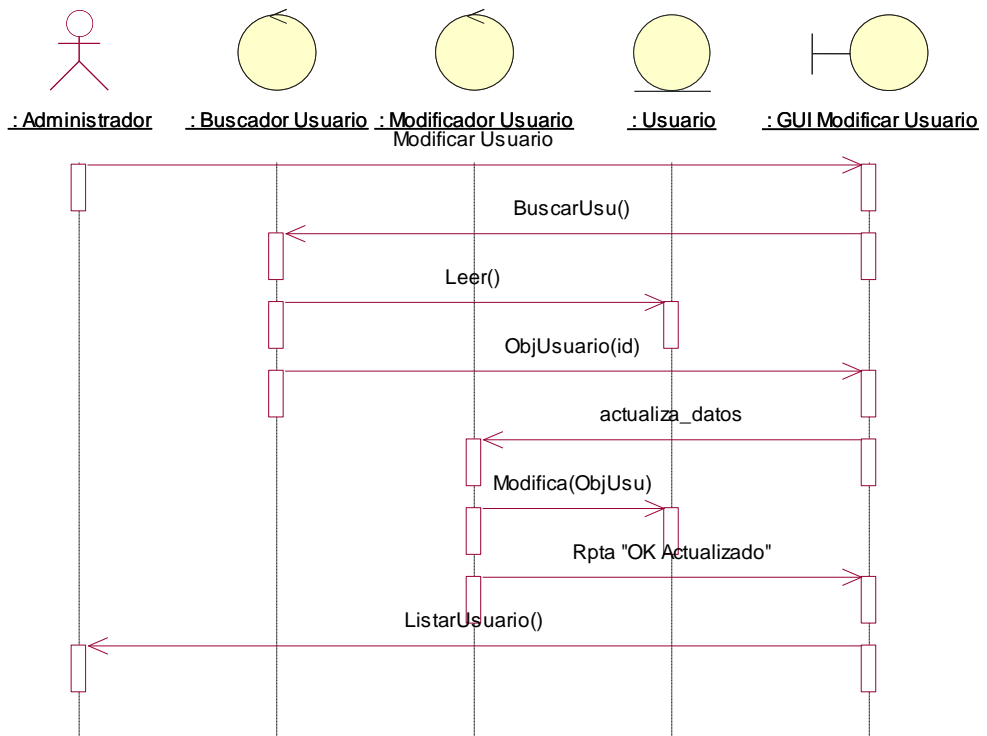 : Administrador
: Buscador Usuario
: Modificador Usuario
: Usuario
: GUI Modificar Usuario
Modificar Usuario
BuscarUsu()
Leer()
ObjUsuario(id)
actualiza_datos
Modifica(ObjUsu)
Rpta "OK Actualizado"
ListarUsuario()